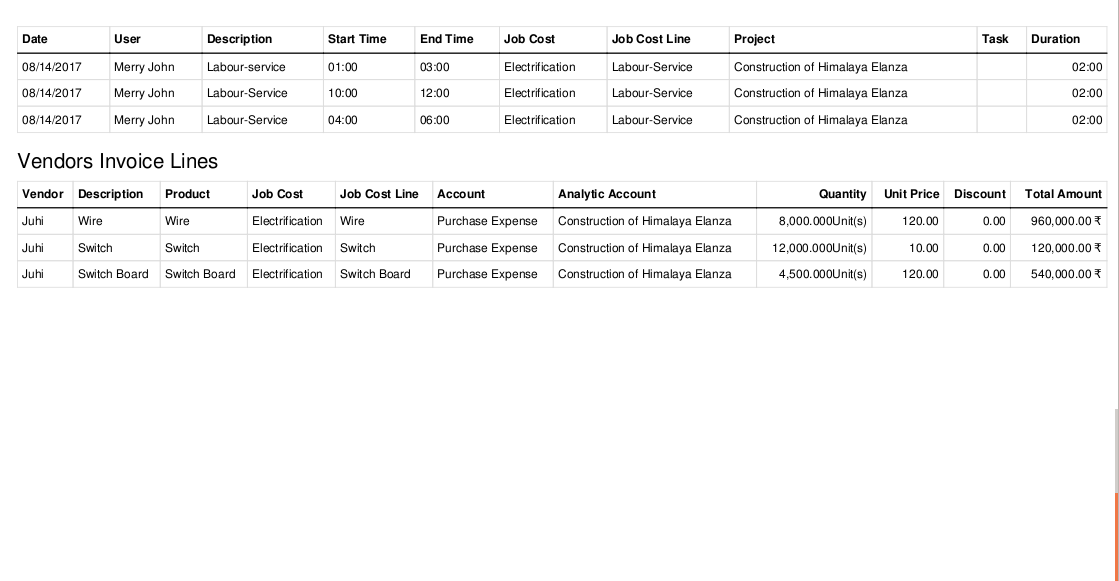 Date User Description Start Time End Time Job Cost Job Cost Line Project Task Duration
08/14/2017 Merry John Labour-service 01:00 03:00 Electrification Labour-Service Construction of Himalaya Elanza 02:00
08/14/2017 Merry John Labour-Service 10:00 12:00 Electrification Labour-Service Construction of Himalaya Elanza 02:00
08/14/2017 Merry John Labour-Service 04:00 06:00 Electrification Labour-Service Construction of Himalaya Elanza 02:00
Vendors Invoice Lines
Vendor Description Product Job Cost Job Cost Line Account Analytic Account Quantity Unit Price Discount Total Amount
Juhi Wire Wire Electrification Wire Purchase Expense Construction of Himalaya Elanza 8,000.000Unit(s) 120.00 0.00 960,000.00 ₹
Juhi Switch Switch Electrification Switch Purchase Expense Construction of Himalaya Elanza 12,000.000Unit(s) 10.00 0.00 120,000.00 ₹
Juhi Switch Board Switch Board Electrification Switch Board Purchase Expense Construction of Himalaya Elanza 4,500.000Unit(s) 120.00 0.00 540,000.00 ₹